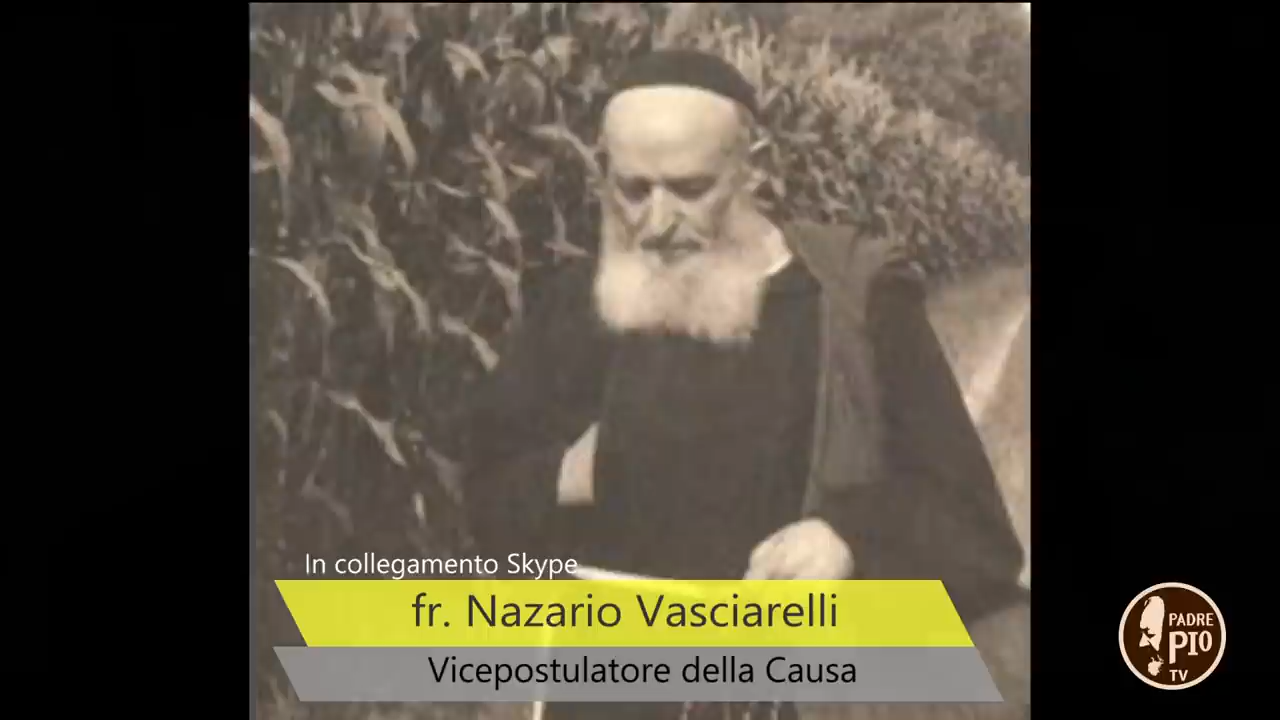 In collegamento Skype
fr. Nazario Vasciarelli
Vicepostulatore della Causa
PADRE
PIO
TV